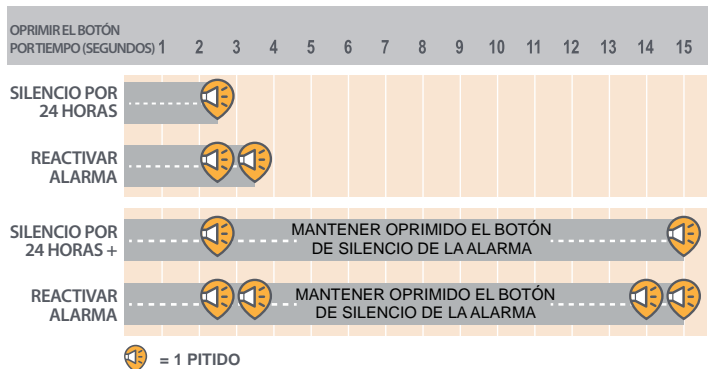 OPRIMIR EL BOTÓN
POR TIEMPO (SEGUNDOS) 1 2 3 4 5 6 7 8 9 10 11 12 13 14 15
SILENCIO POR
24 HORAS
REACTIVAR
ALARMA
SILENCIO POR
24 HORAS +
MANTENER OPRIMIDO EL BOTÓN
DE SILENCIO DE LA ALARMA
REACTIVAR
ALARMA
MANTENER OPRIMIDO EL BOTÓN
DE SILENCIO DE LA ALARMA
= 1 PITIDO